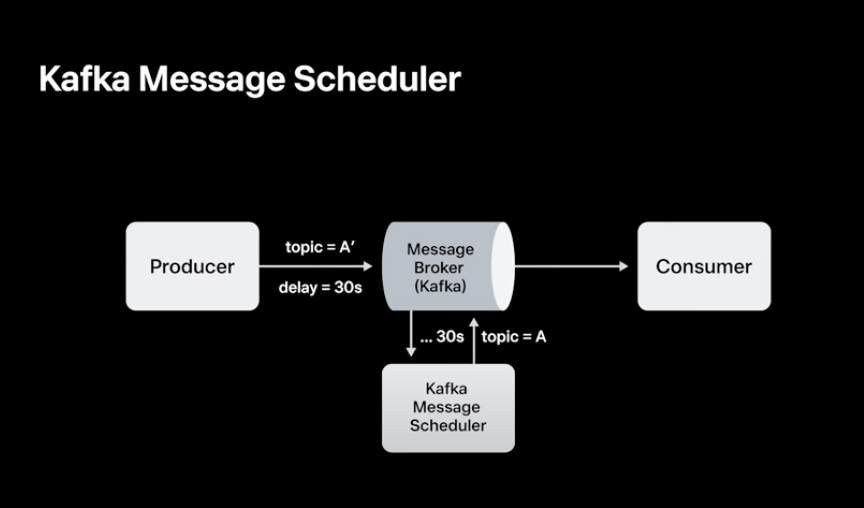 Kafka Message Scheduler
Producer
topic = A′
delay = 30s
Message
Broker
(Kafka)
Consumer
... 30s
topic = A
Kafka
Message
Scheduler